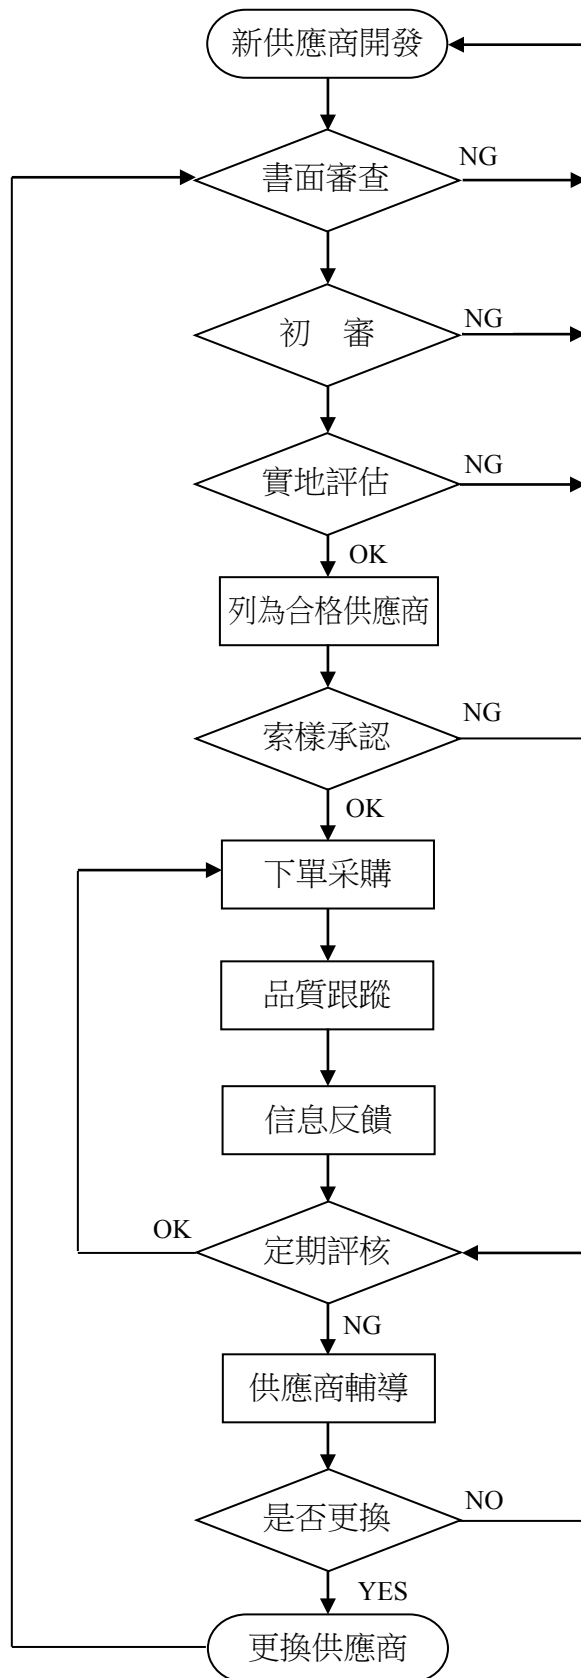 新供應商開發
書面審查
NG
初　審
NG
實地評估
NG
OK
列為合格供應商
索樣承認
NG
OK
下單采購
品質跟蹤
信息反饋
OK
定期評核
NG
供應商輔導
是否更換
NO
YES
更換供應商